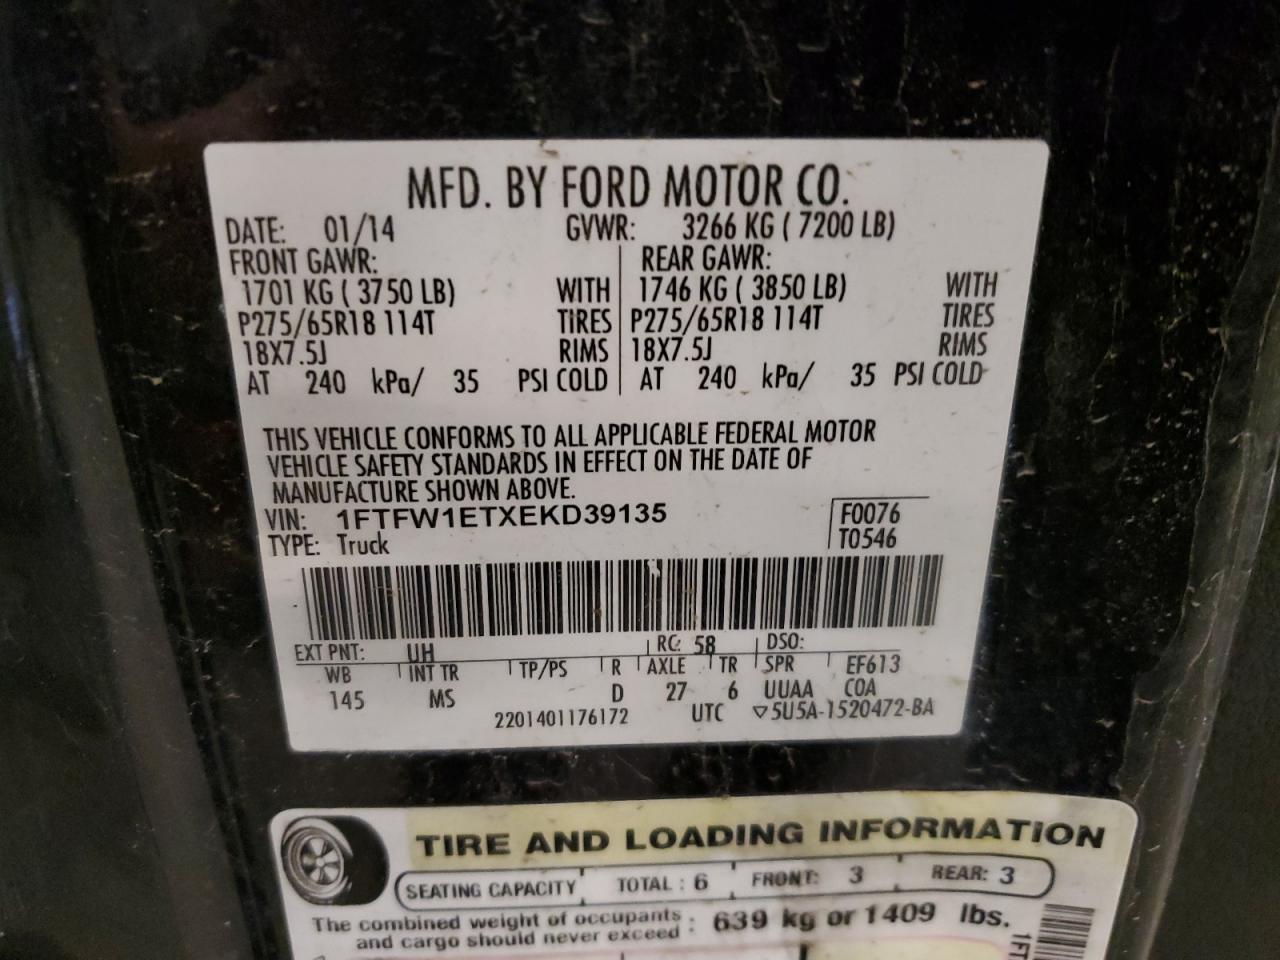 MFD. BY FORD MOTOR CO.
DATE: 01/14 GVWR: 3266 KG ( 7200 LB)
FRONT GAWR: REAR GAWR:
1701 KG ( 3750 LB) WITH 1746 KG ( 3850 LB) WITH
P275/65R18 114T TIRES P275/65R18 114T TIRES
18X7.5J RIMS 18X7.5J RIMS
AT 240 kPa/ 35 PSI COLD AT 240 kPa/ 35 PSI COLD
THIS VEHICLE CONFORMS TO ALL APPLICABLE FEDERAL MOTOR
VEHICLE SAFETY STANDARDS IN EFFECT ON THE DATE OF
MANUFACTURE SHOWN ABOVE.
VIN: 1FTFW1ETXEKD39135 F0076
TYPE: Truck T0546
EXT PNT: UH RC: 58 DSO:
WB INT TR TP/PS R AXLE TR SPR EF613
145 MS D 27 6 UUAA COA
2201401176172 UTC ▽5U5A-1520472-BA
TIRE AND LOADING INFORMATION
SEATING CAPACITY TOTAL : 6 FRONT: 3 REAR: 3
The combined weight of occupants : 639 kg or 1409 lbs.
and cargo should never exceed
1FT